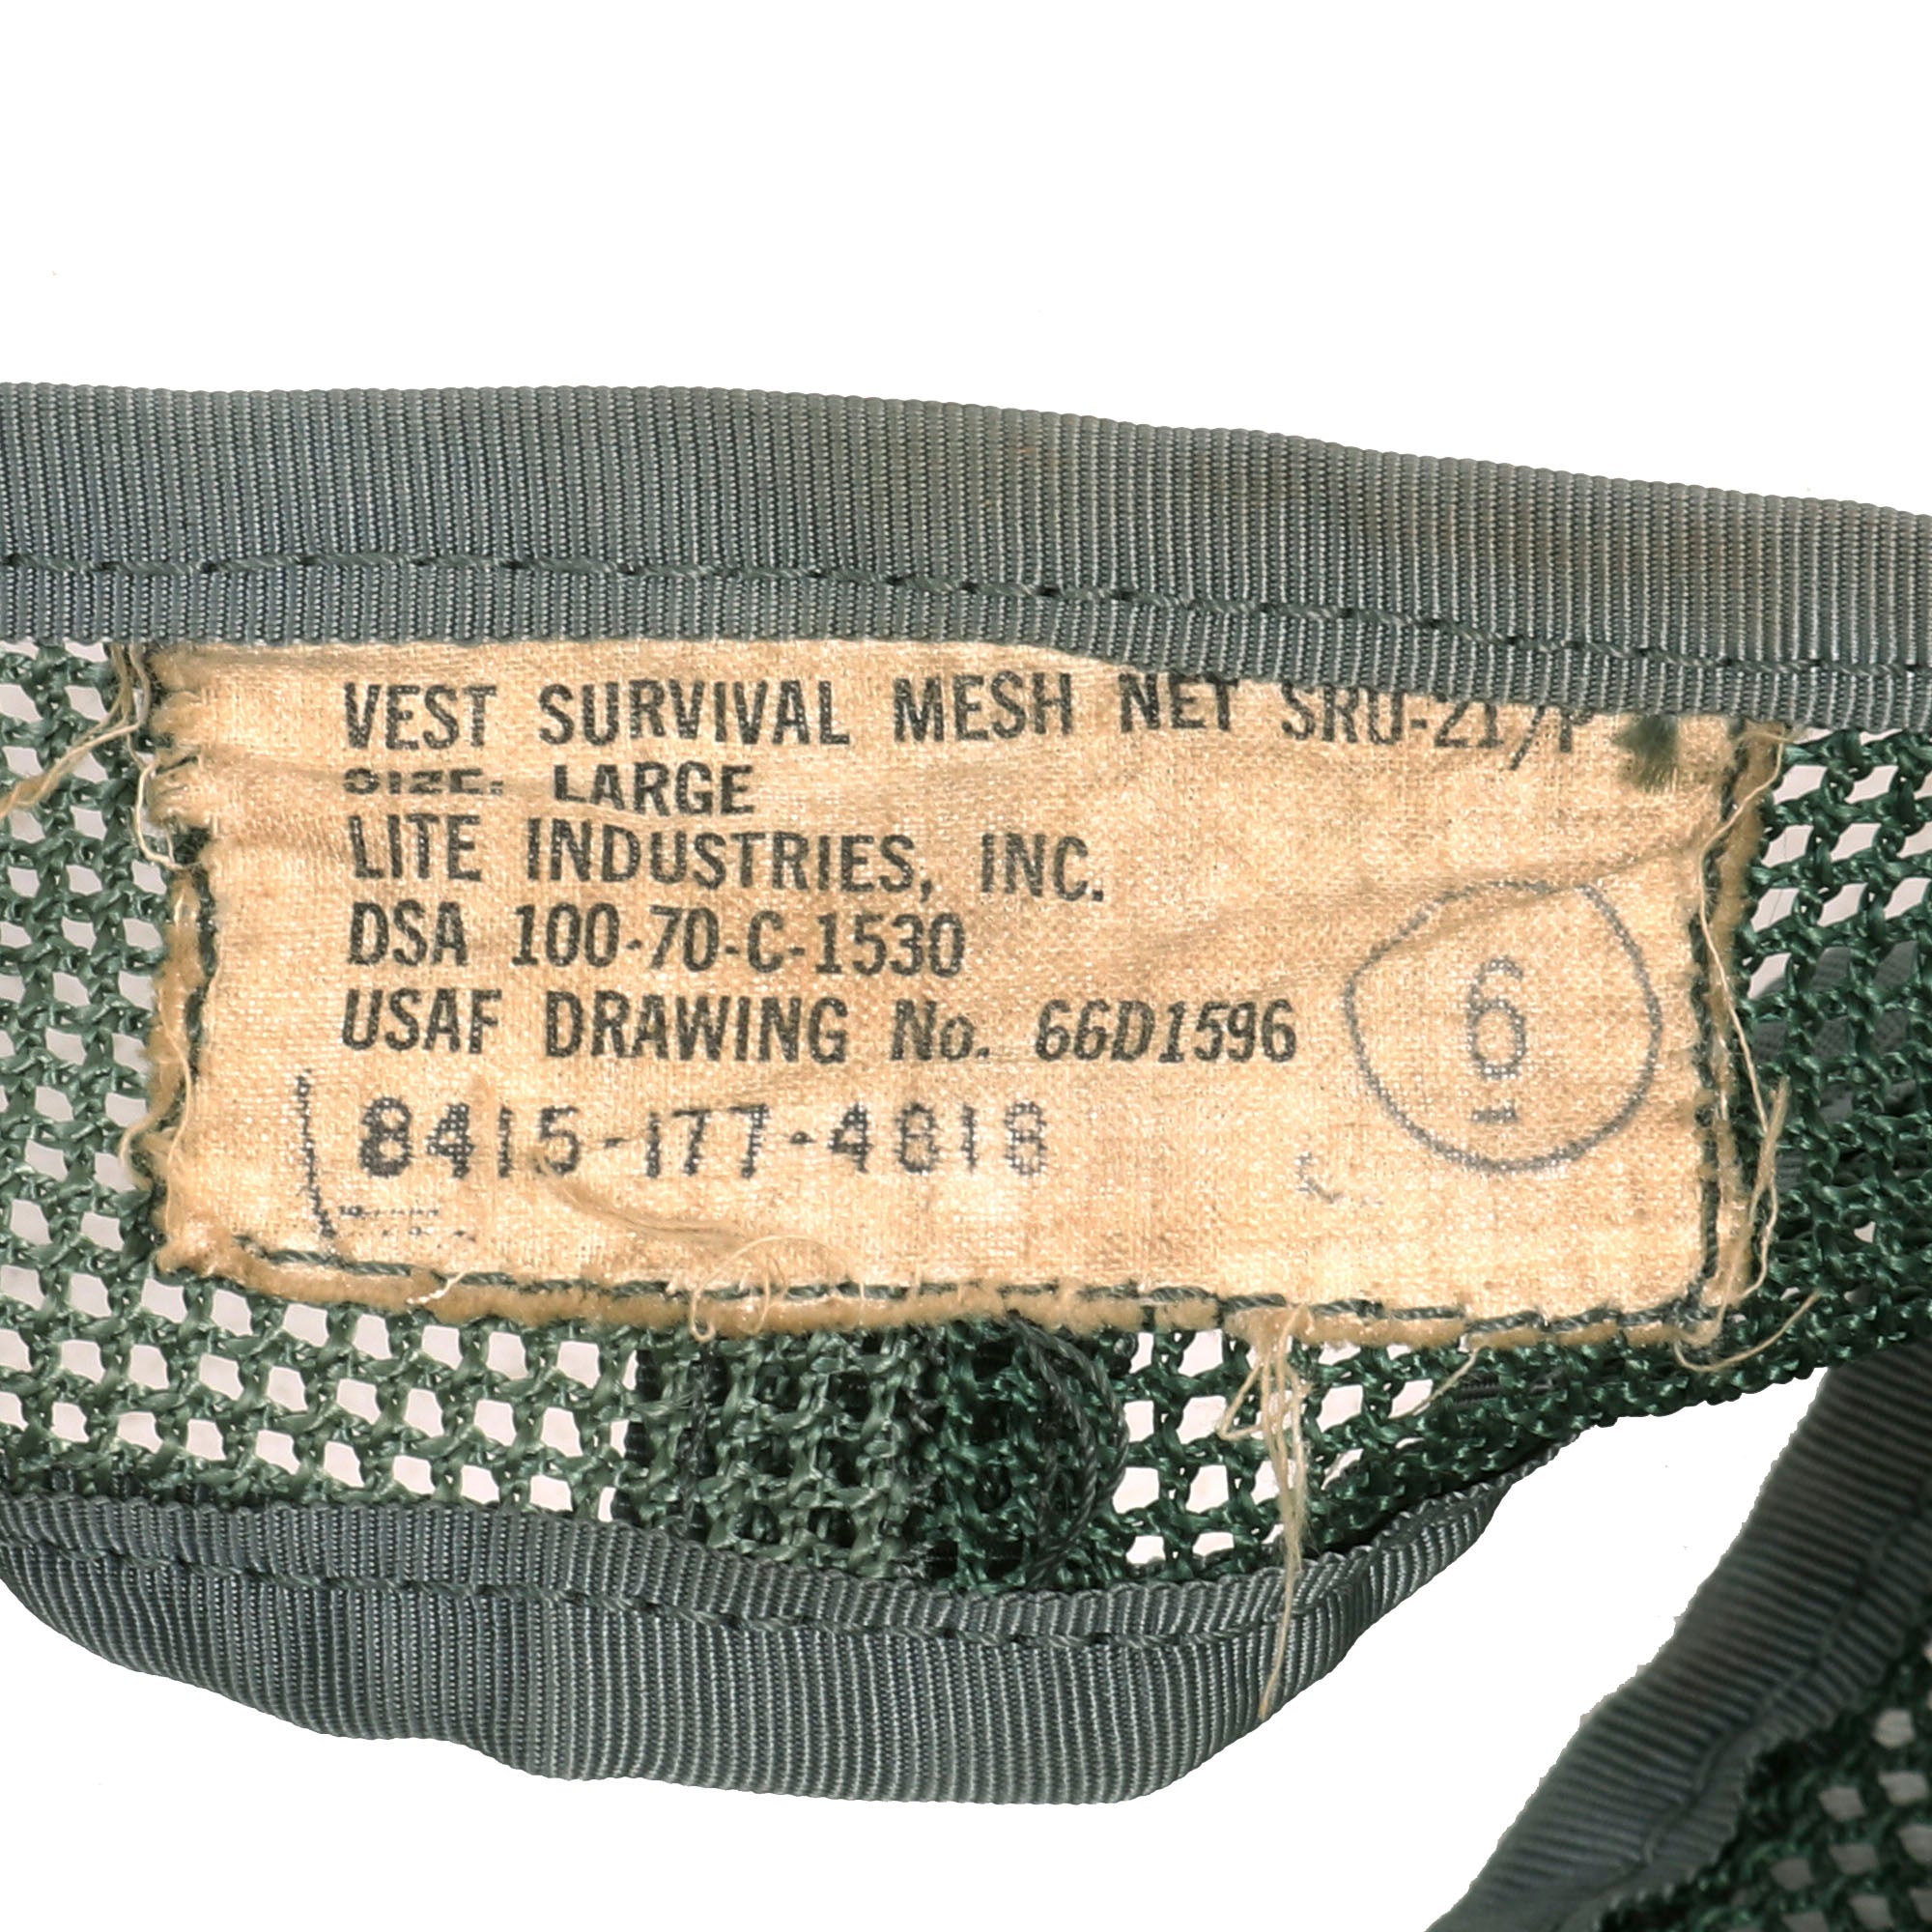 VEST SURVIVAL MESH NET SRU-21/P
SIZE: LARGE
LITE INDUSTRIES, INC.
DSA 100-70-C-1530
USAF DRAWING No. 66D1596
8415-177-4818
6